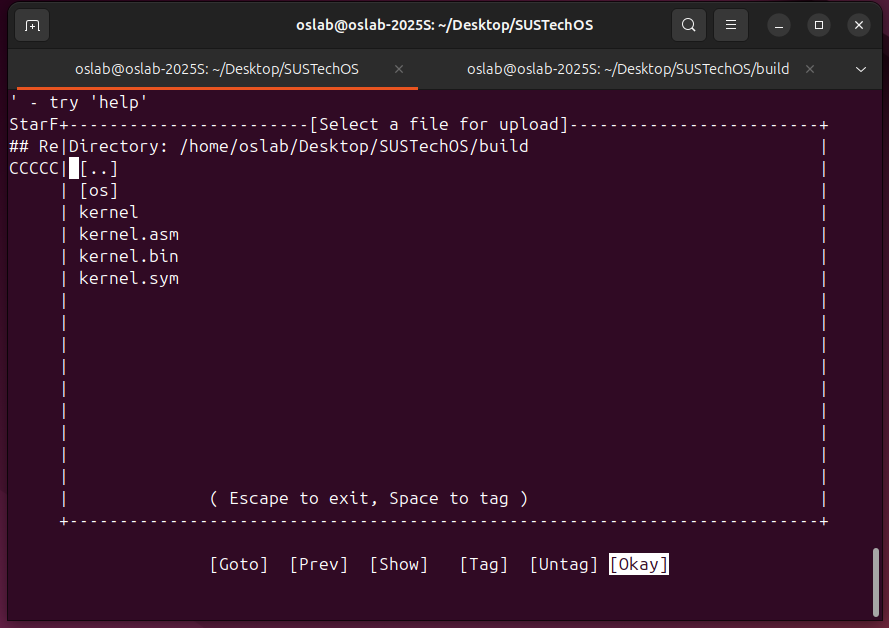 oslab@oslab-2025S: ~/Desktop/SUSTechOS
oslab@oslab-2025S: ~/Desktop/SUSTechOS × oslab@oslab-2025S: ~/Desktop/SUSTechOS/build ×
' - try 'help'
StarF+------------------------[Select a file for upload]-------------------------+
## Re|Directory: /home/oslab/Desktop/SUSTechOS/build |
CCCCC| [..] |
| [os] |
| kernel |
| kernel.asm |
| kernel.bin |
| kernel.sym |
| |
| |
| |
| |
| |
| |
| |
| |
| |
| ( Escape to exit, Space to tag ) |
+---------------------------------------------------------------------------+
[Goto] [Prev] [Show] [Tag] [Untag] [Okay]